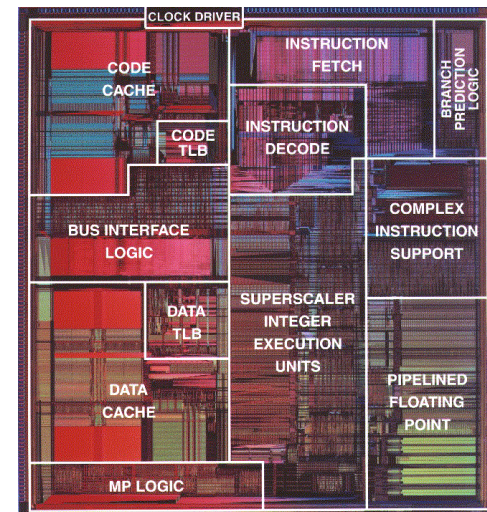 CLOCK DRIVER
CODE
CACHE
INSTRUCTION
FETCH
BRANCH
PREDICTION
LOGIC
CODE
TLB
INSTRUCTION
DECODE
BUS INTERFACE
LOGIC
COMPLEX
INSTRUCTION
SUPPORT
DATA
TLB
SUPERSCALER
INTEGER
EXECUTION
UNITS
DATA
CACHE
PIPELINED
FLOATING
POINT
MP LOGIC